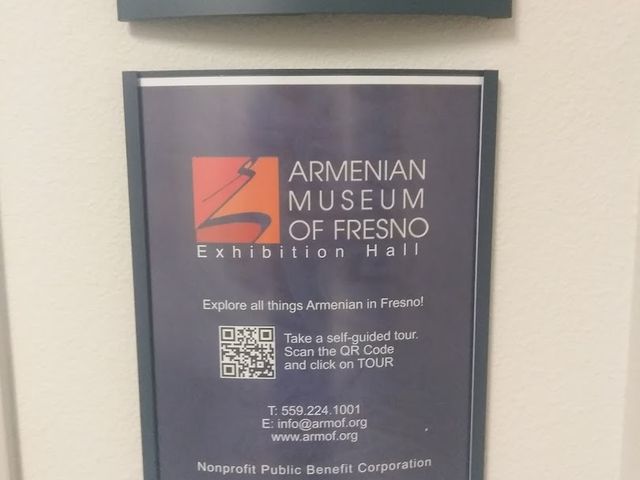 ARMENIAN
MUSEUM
OF FRESNO
Exhibition Hall
Explore all things Armenian in Fresno!
Take a self-guided tour.
Scan the QR Code
and click on TOUR
T: 559.224.1001
E: info@armof.org
www.armof.org
Nonprofit Public Benefit Corporation